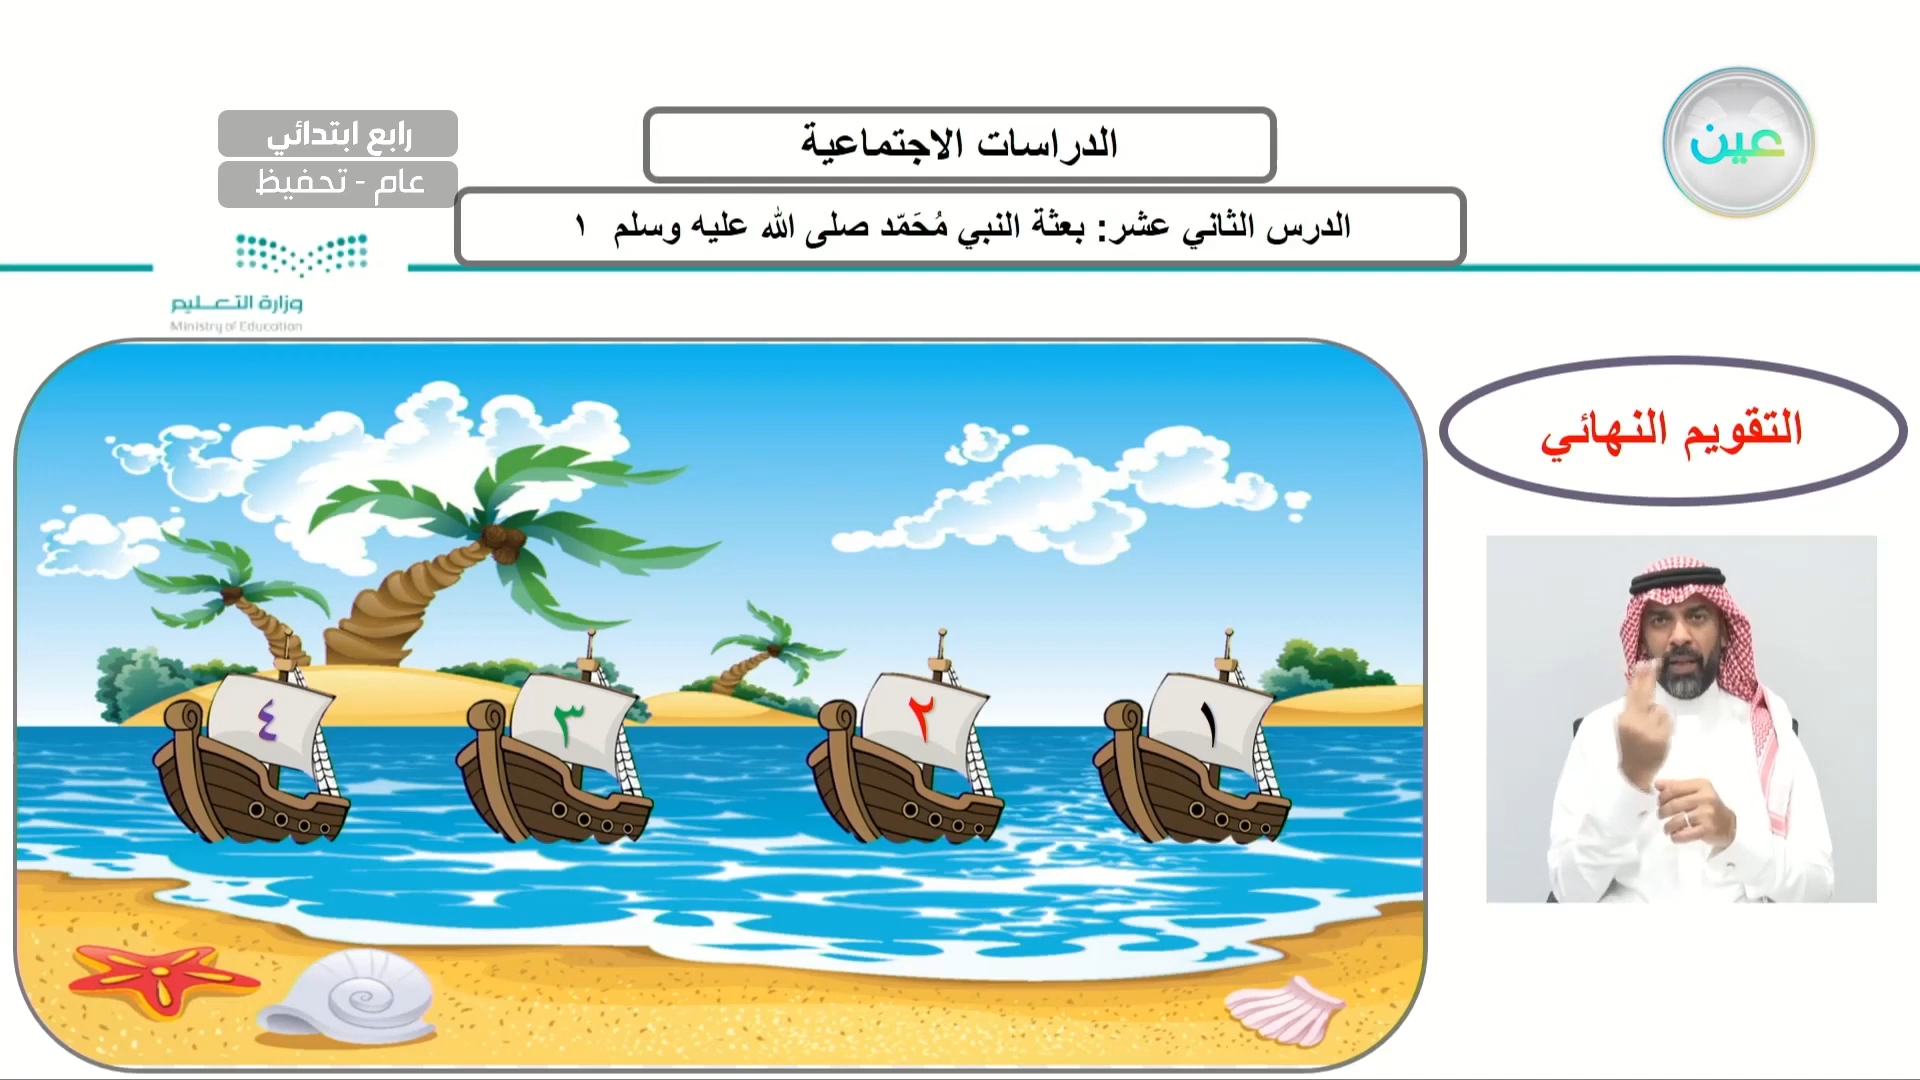 عين
الدراسات الاجتماعية
رابع ابتدائي
عام - تحفيظ
الدرس الثاني عشر: بعثة النبي مُحَمّد صلى الله عليه وسلم ١
وزارة التعليم
Ministry of Education
التقويم النهائي
١
٢
٣
٤